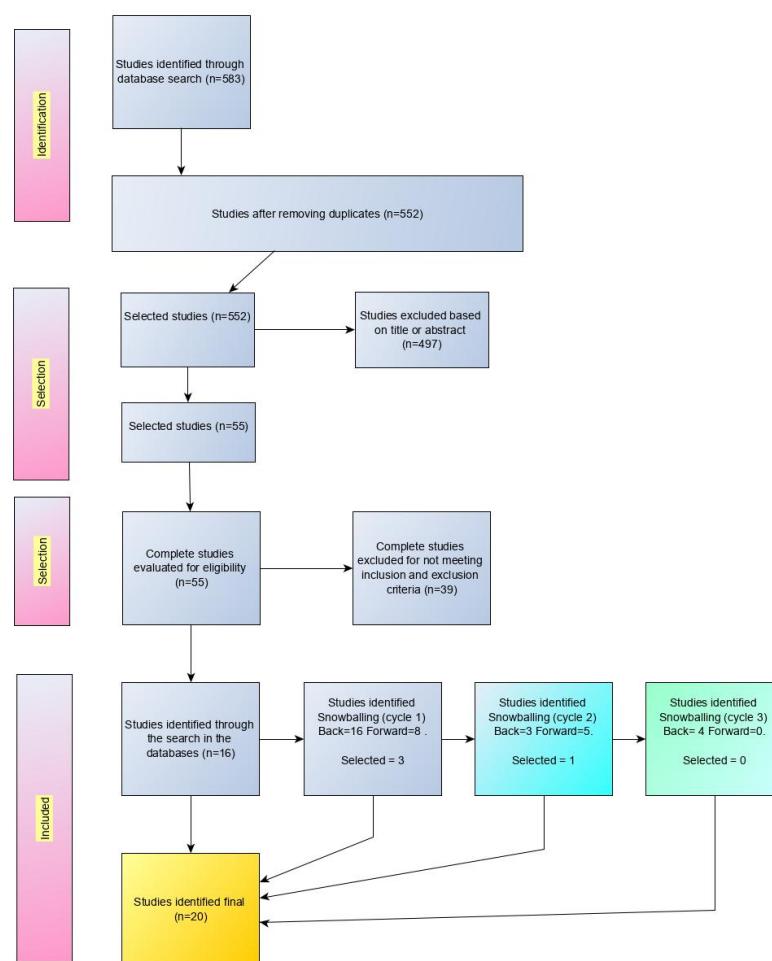 Identification
Studies identified through
database search (n=583)
Studies after removing duplicates (n=552)
Selection
Selected studies (n=552)
Studies excluded based
on title or abstract
(n=497)
Selected studies (n=55)
Selection
Complete studies
evaluated for eligibility
(n=55)
Complete studies
excluded for not meeting
inclusion and exclusion
criteria (n=39)
Included
Studies identified through
the search in the
databases (n=16)
Studies identified
Snowballing (cycle 1)
Back=16 Forward=8 .
Selected = 3
Studies identified
Snowballing (cycle 2)
Back=3 Forward=5.
Selected = 1
Studies identified
Snowballing (cycle 3)
Back= 4 Forward=0.
Selected = 0
Studies identified final
(n=20)